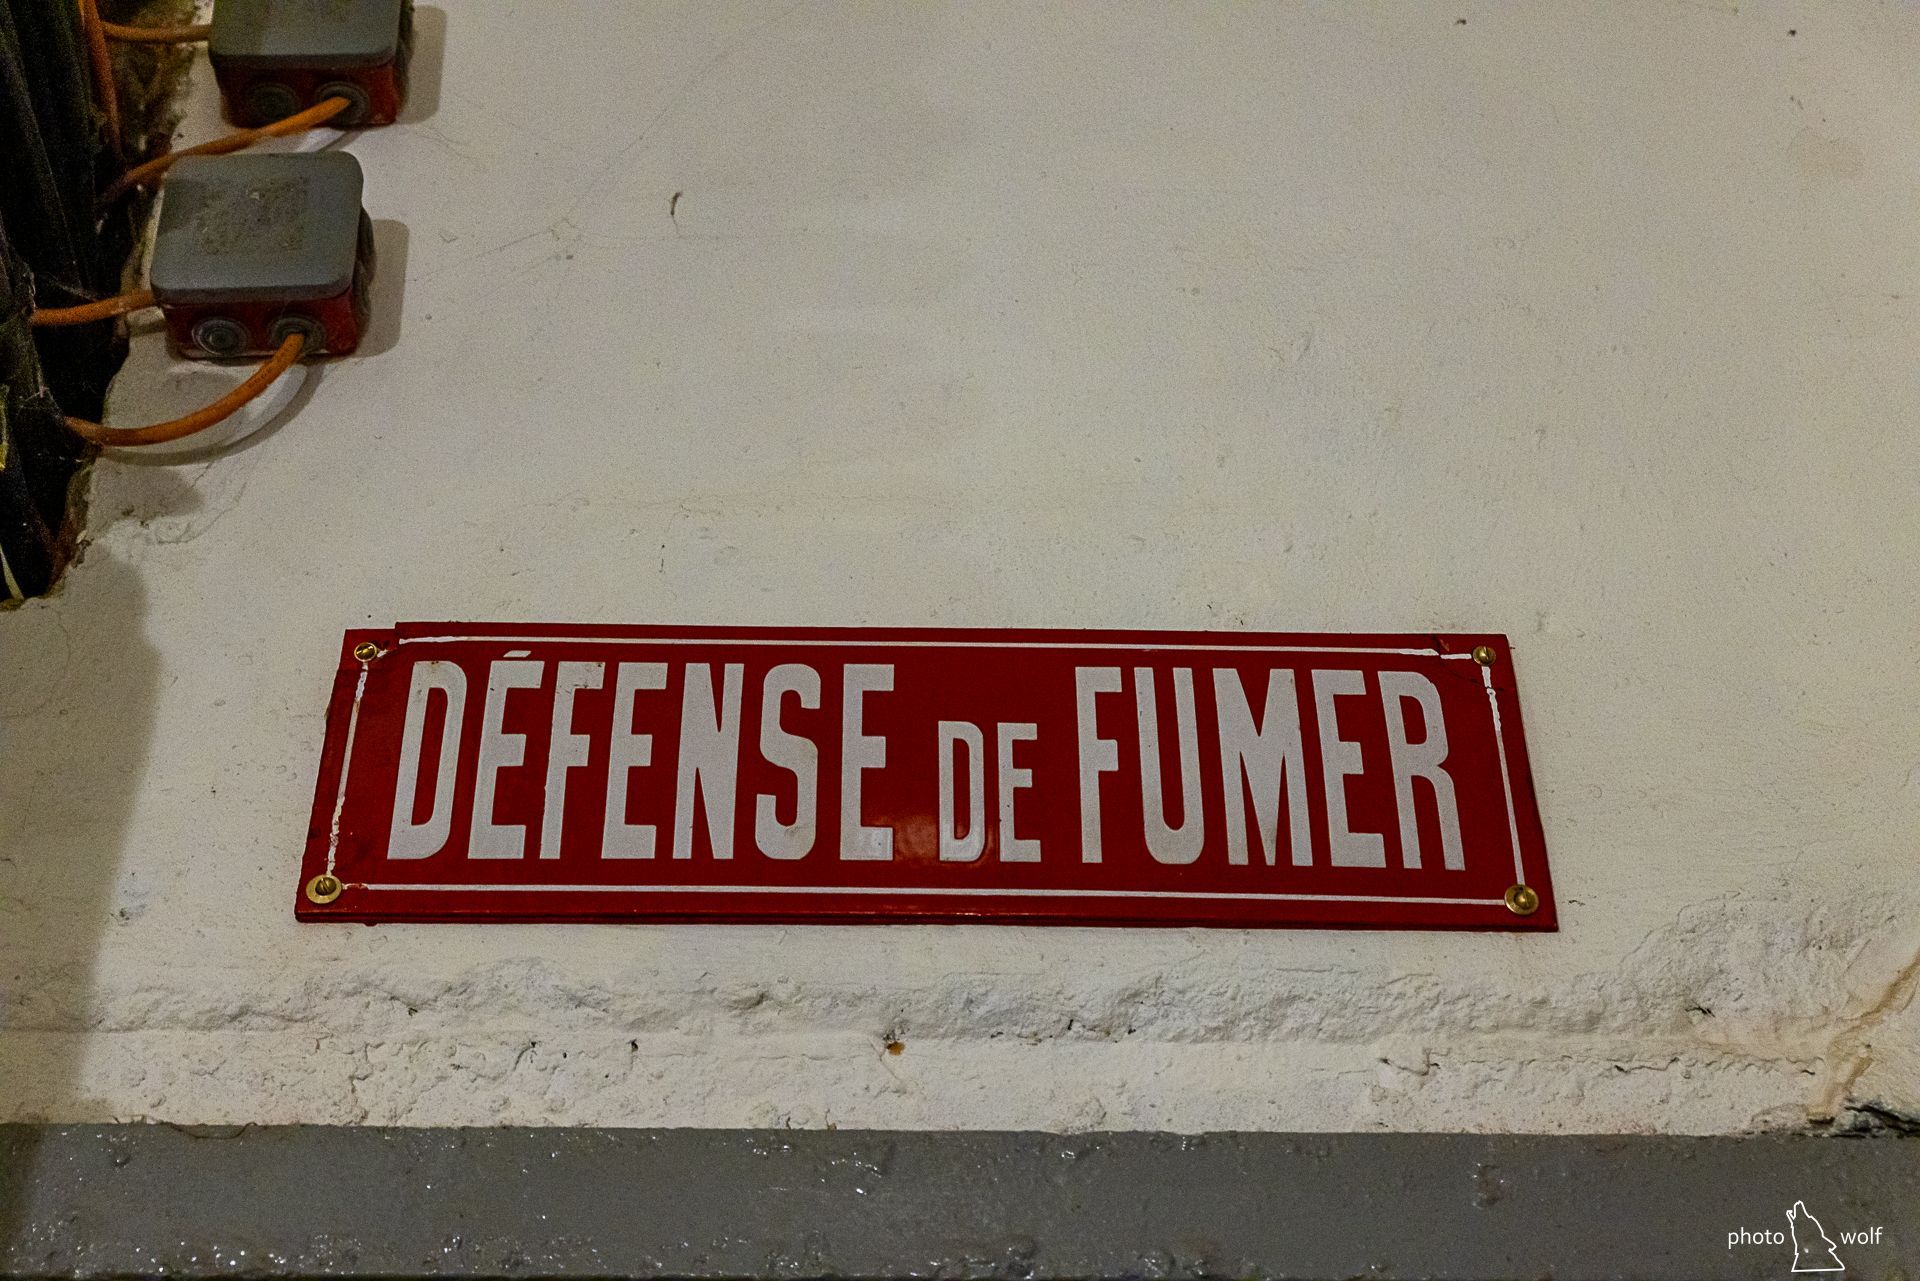 DÉFENSE DE FUMER
photo wolf